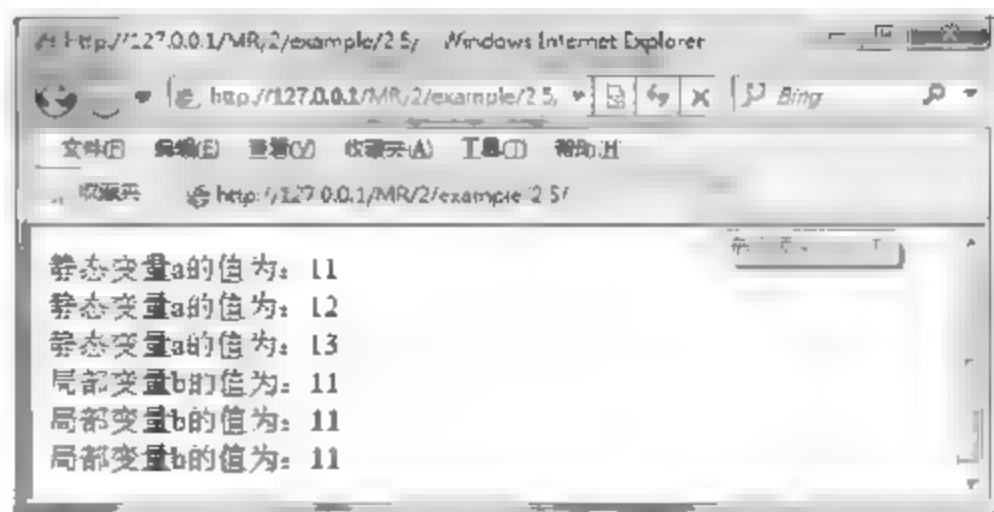 http://127.0.0.1/MR/2/example/2.5/ Windows Internet Explorer
http://127.0.0.1/MR/2/example/2.5/ Bing
文件(F) 编辑(E) 查看(V) 收藏夹(A) 工具(T) 帮助(H)
收藏夹 http://127.0.0.1/MR/2/example/2.5/
静态变量a的值为：11
静态变量a的值为：12
静态变量a的值为：13
局部变量b的值为：11
局部变量b的值为：11
局部变量b的值为：11